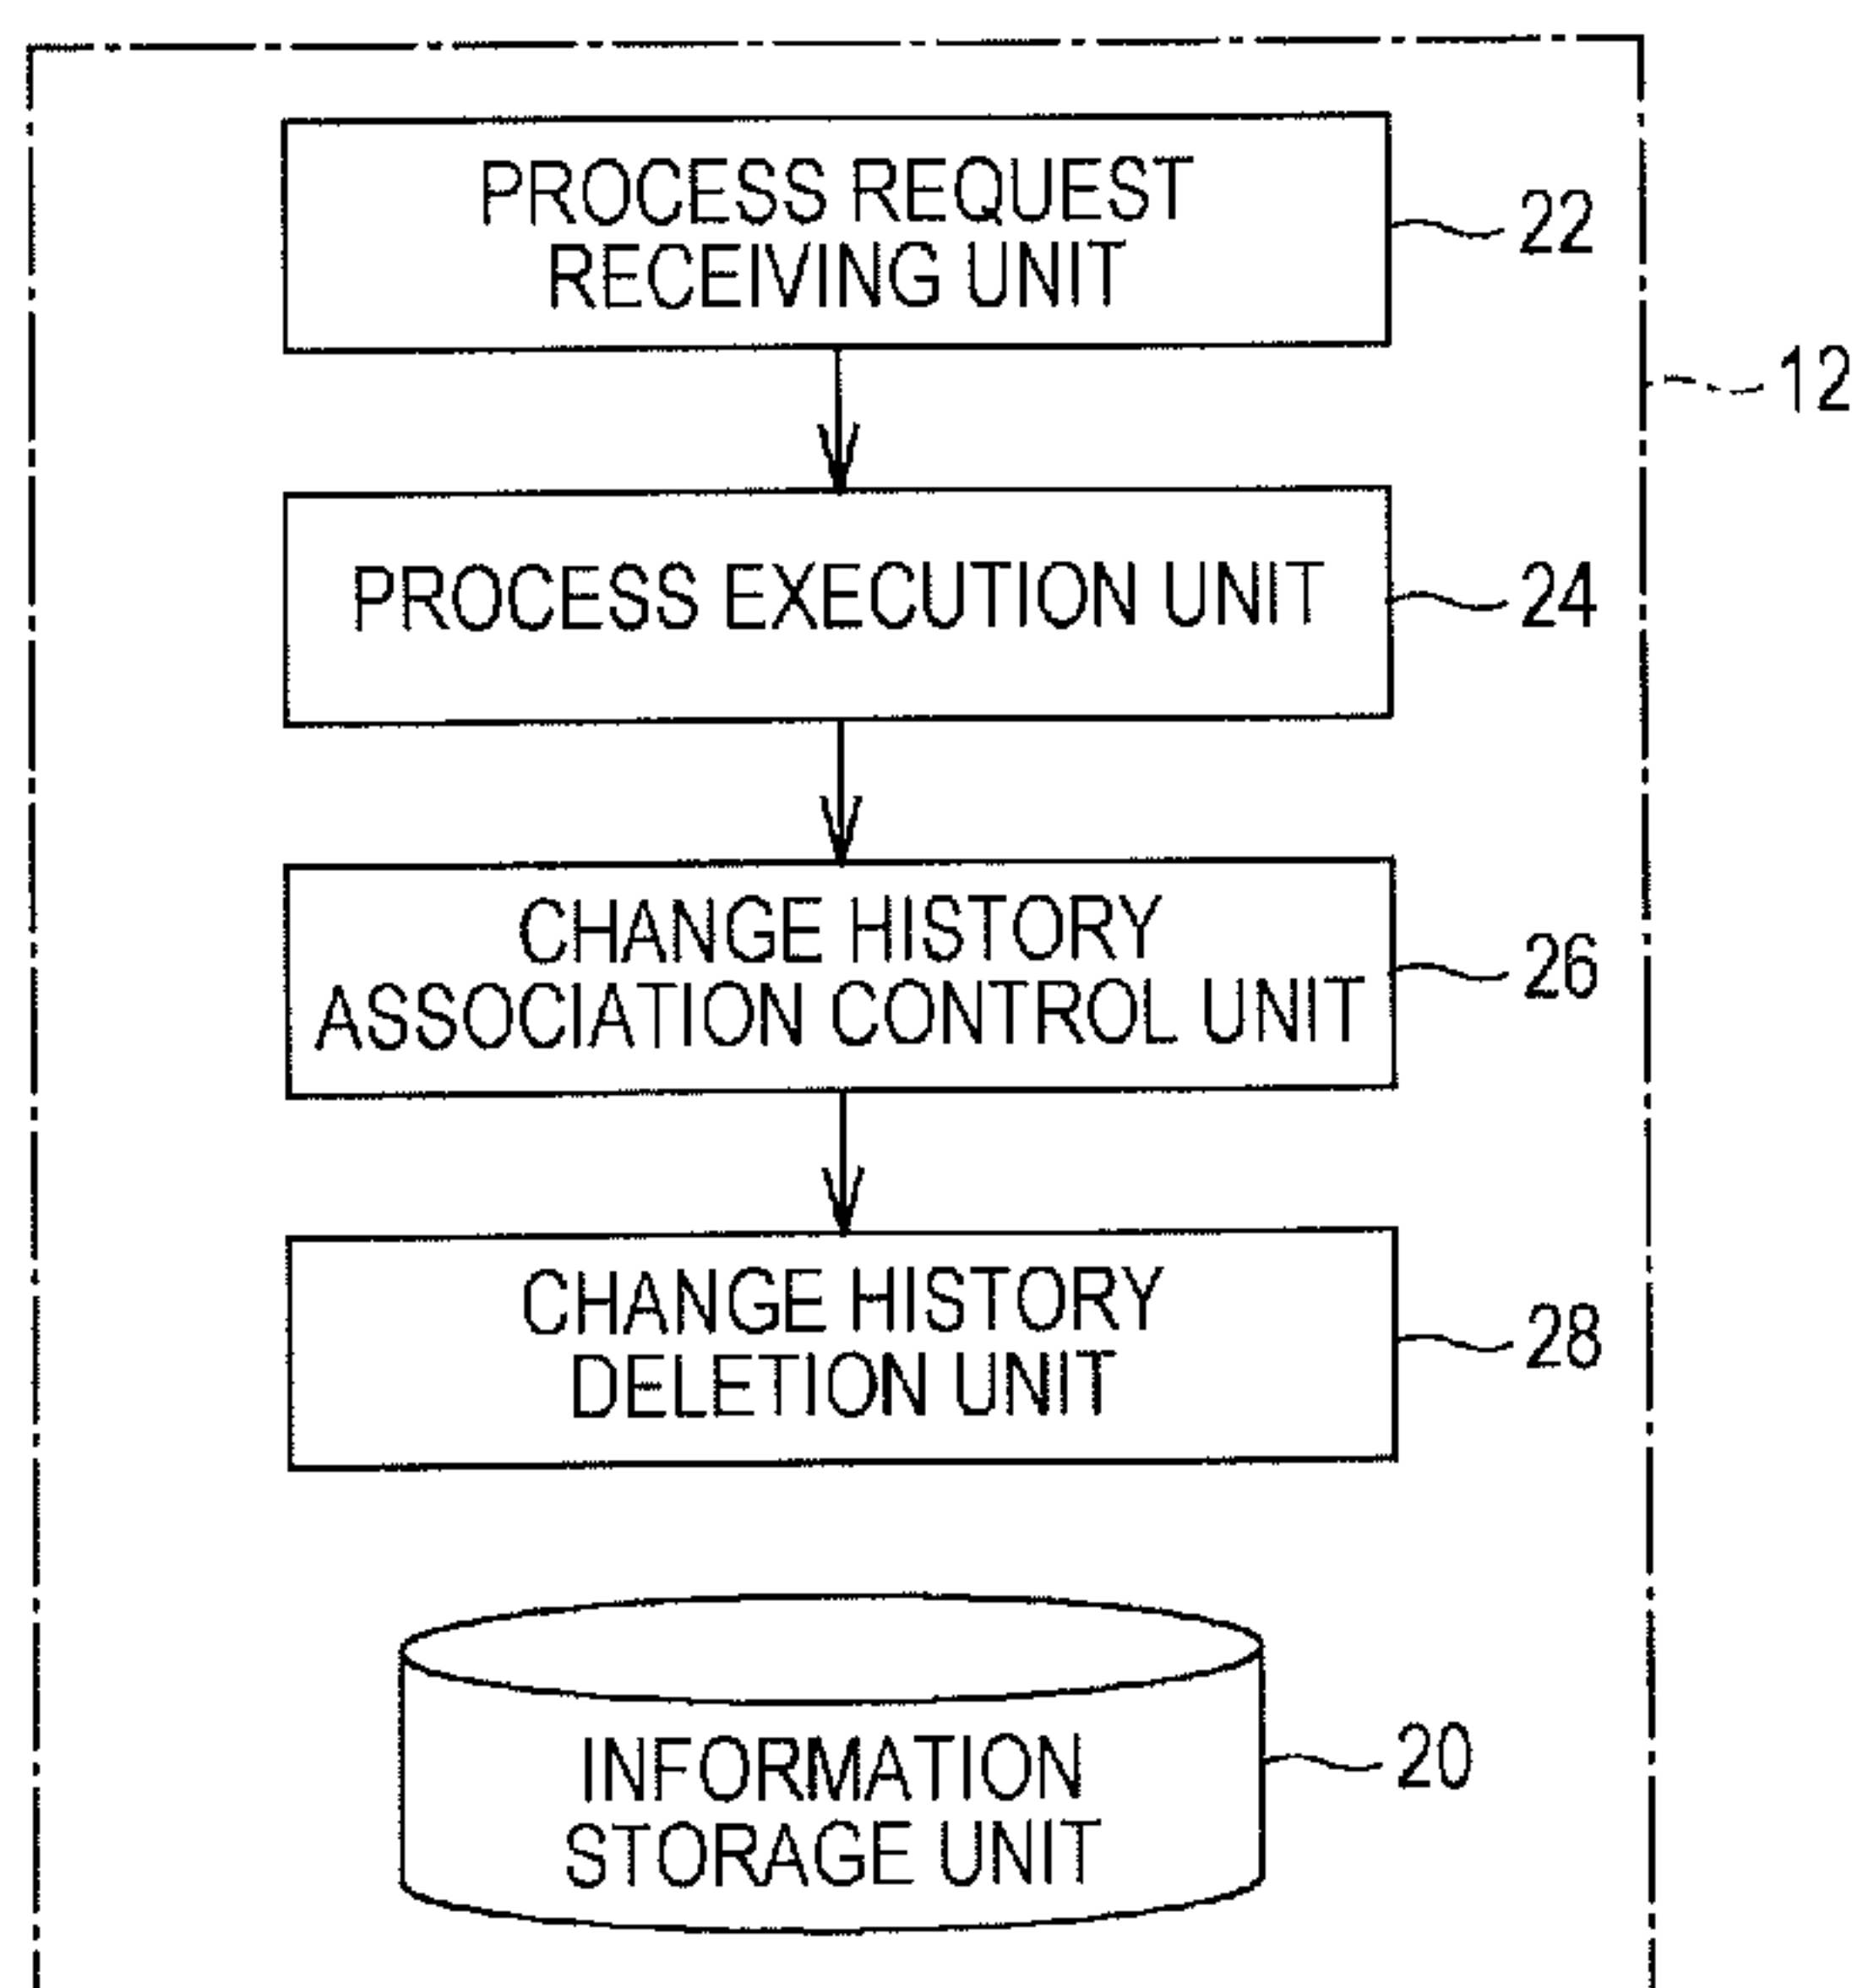 PROCESS REQUEST
RECEIVING UNIT
22
12
PROCESS EXECUTION UNIT
24
CHANGE HISTORY
ASSOCIATION CONTROL UNIT
26
CHANGE HISTORY
DELETION UNIT
28
INFORMATION
STORAGE UNIT
20